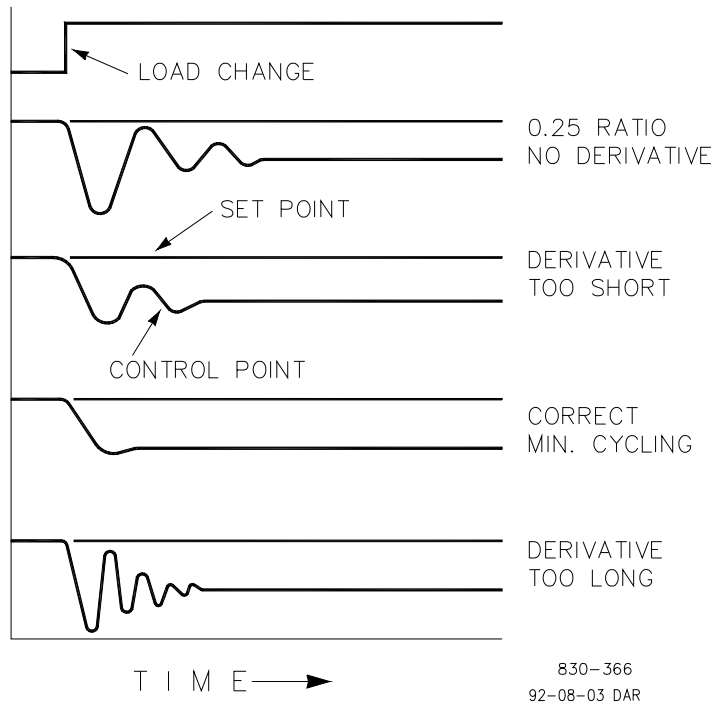 LOAD CHANGE
0.25 RATIO
NO DERIVATIVE
SET POINT
DERIVATIVE
TOO SHORT
CONTROL POINT
CORRECT
MIN. CYCLING
DERIVATIVE
TOO LONG
TIME
830-366
92-08-03 DAR